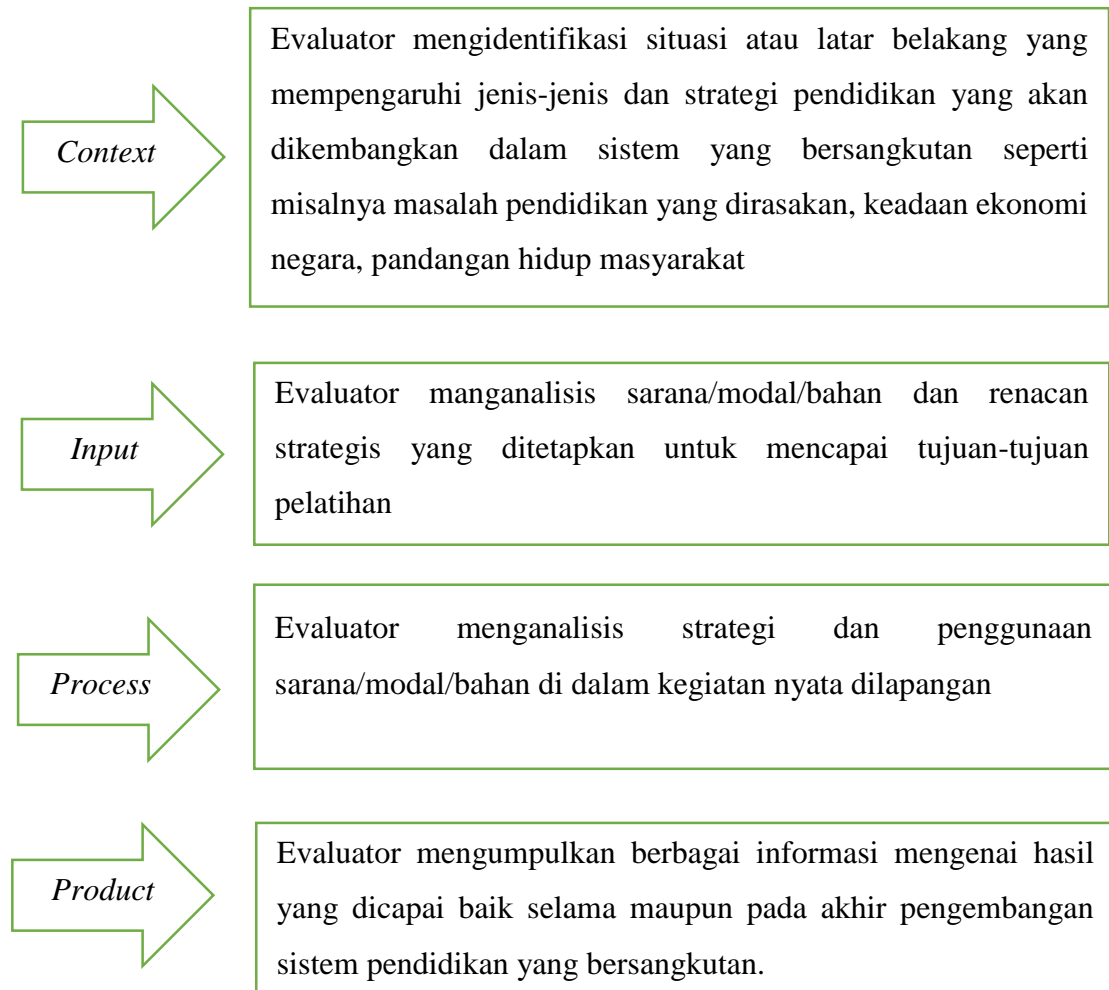 Context
Evaluator mengidentifikasi situasi atau latar belakang yang
mempengaruhi jenis-jenis dan strategi pendidikan yang akan
dikembangkan dalam sistem yang bersangkutan seperti
misalnya masalah pendidikan yang dirasakan, keadaan ekonomi
negara, pandangan hidup masyarakat
Input
Evaluator manganalisis sarana/modal/bahan dan renacan
strategis yang ditetapkan untuk mencapai tujuan-tujuan
pelatihan
Process
Evaluator menganalisis strategi dan penggunaan
sarana/modal/bahan di dalam kegiatan nyata dilapangan
Product
Evaluator mengumpulkan berbagai informasi mengenai hasil
yang dicapai baik selama maupun pada akhir pengembangan
sistem pendidikan yang bersangkutan.